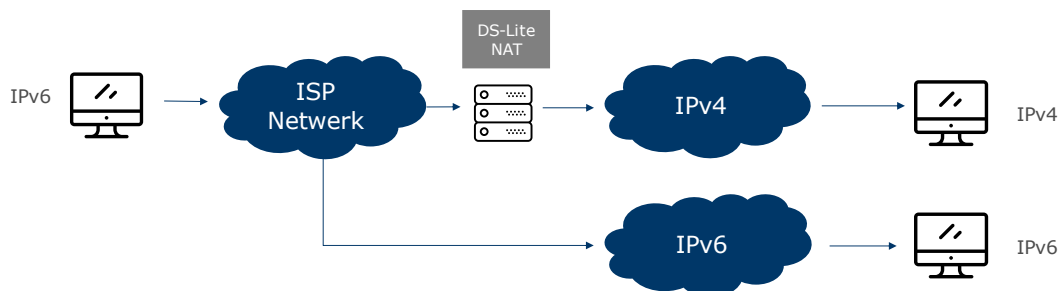 DS-Lite
NAT
IPv6
ISP
Netwerk
IPv4
IPv4
IPv6
IPv6